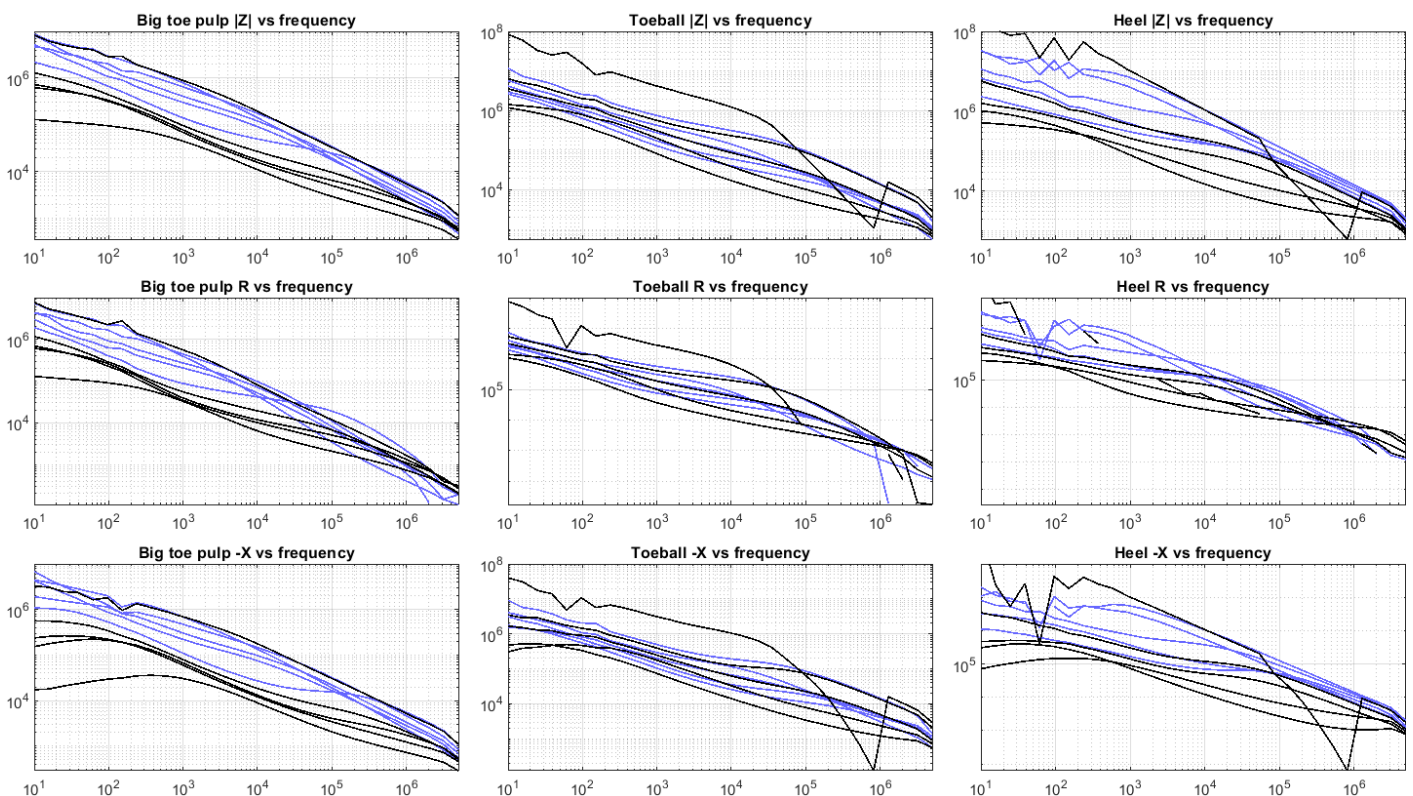 Big toe pulp |Z| vs frequency
Toeball |Z| vs frequency
Heel |Z| vs frequency
10^6
10^4
10^8
10^6
10^4
10^8
10^6
10^4
10^1 10^2 10^3 10^4 10^5 10^6
10^1 10^2 10^3 10^4 10^5 10^6
10^1 10^2 10^3 10^4 10^5 10^6
Big toe pulp R vs frequency
Toeball R vs frequency
Heel R vs frequency
10^6
10^4
10^5
10^5
10^1 10^2 10^3 10^4 10^5 10^6
10^1 10^2 10^3 10^4 10^5 10^6
10^1 10^2 10^3 10^4 10^5 10^6
Big toe pulp -X vs frequency
Toeball -X vs frequency
Heel -X vs frequency
10^6
10^4
10^8
10^6
10^4
10^5
10^1 10^2 10^3 10^4 10^5 10^6
10^1 10^2 10^3 10^4 10^5 10^6
10^1 10^2 10^3 10^4 10^5 10^6